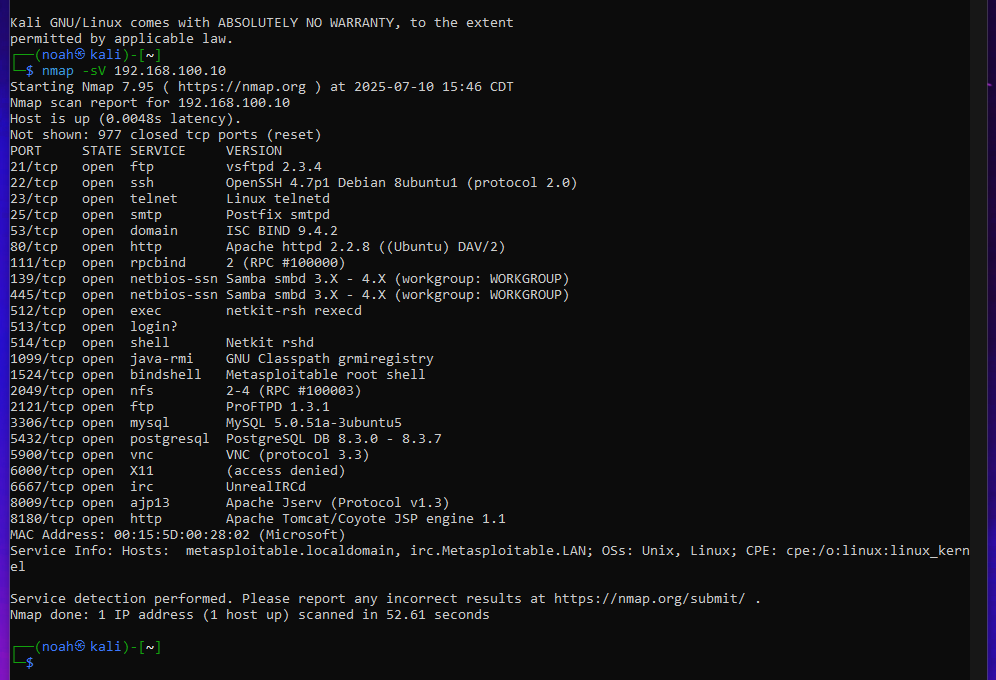 Kali GNU/Linux comes with ABSOLUTELY NO WARRANTY, to the extent
permitted by applicable law.
┌──(noah㉿kali)-[~]
└─$ nmap -sV 192.168.100.10
Starting Nmap 7.95 ( https://nmap.org ) at 2025-07-10 15:46 CDT
Nmap scan report for 192.168.100.10
Host is up (0.0048s latency).
Not shown: 977 closed tcp ports (reset)
PORT     STATE SERVICE     VERSION
21/tcp   open  ftp         vsftpd 2.3.4
22/tcp   open  ssh         OpenSSH 4.7p1 Debian 8ubuntu1 (protocol 2.0)
23/tcp   open  telnet      Linux telnetd
25/tcp   open  smtp        Postfix smtpd
53/tcp   open  domain      ISC BIND 9.4.2
80/tcp   open  http        Apache httpd 2.2.8 ((Ubuntu) DAV/2)
111/tcp  open  rpcbind     2 (RPC #100000)
139/tcp  open  netbios-ssn Samba smbd 3.X - 4.X (workgroup: WORKGROUP)
445/tcp  open  netbios-ssn Samba smbd 3.X - 4.X (workgroup: WORKGROUP)
512/tcp  open  exec        netkit-rsh rexecd
513/tcp  open  login?
514/tcp  open  shell       Netkit rshd
1099/tcp open  java-rmi    GNU Classpath grmiregistry
1524/tcp open  bindshell   Metasploitable root shell
2049/tcp open  nfs         2-4 (RPC #100003)
2121/tcp open  ftp         ProFTPD 1.3.1
3306/tcp open  mysql       MySQL 5.0.51a-3ubuntu5
5432/tcp open  postgresql  PostgreSQL DB 8.3.0 - 8.3.7
5900/tcp open  vnc         VNC (protocol 3.3)
6000/tcp open  X11         (access denied)
6667/tcp open  irc         UnrealIRCd
8009/tcp open  ajp13       Apache Jserv (Protocol v1.3)
8180/tcp open  http        Apache Tomcat/Coyote JSP engine 1.1
MAC Address: 00:15:5D:00:28:02 (Microsoft)
Service Info: Hosts:  metasploitable.localdomain, irc.Metasploitable.LAN; OSs: Unix, Linux; CPE: cpe:/o:linux:linux_kern
el
Service detection performed. Please report any incorrect results at https://nmap.org/submit/ .
Nmap done: 1 IP address (1 host up) scanned in 52.61 seconds
┌──(noah㉿kali)-[~]
└─$